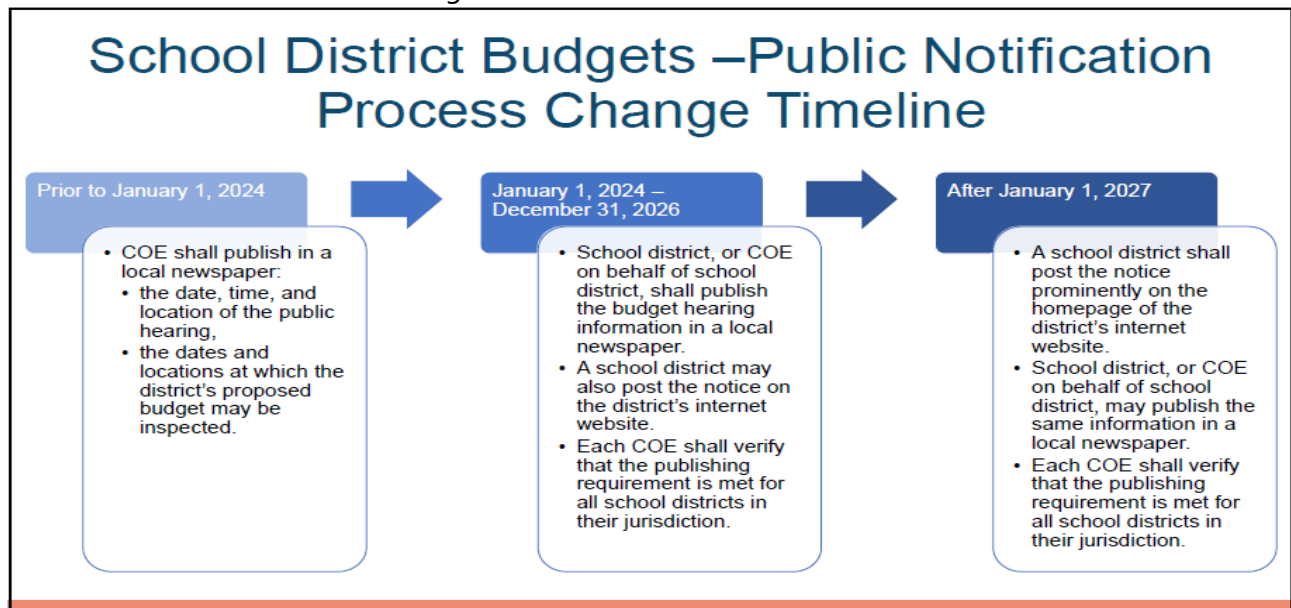 School District Budgets –Public Notification
Process Change Timeline
Prior to January 1, 2024
• COE shall publish in a
local newspaper:
• the date, time, and
location of the public
hearing,
• the dates and
locations at which the
district's proposed
budget may be
inspected.
January 1, 2024 –
December 31, 2026
• School district, or COE
on behalf of school
district, shall publish
the budget hearing
information in a local
newspaper.
• A school district may
also post the notice on
the district's internet
website.
• Each COE shall verify
that the publishing
requirement is met for
all school districts in
their jurisdiction.
After January 1, 2027
• A school district shall
post the notice
prominently on the
homepage of the
district's internet
website.
• School district, or COE
on behalf of school
district, may publish the
same information in a
local newspaper.
• Each COE shall verify
that the publishing
requirement is met for
all school districts in
their jurisdiction.